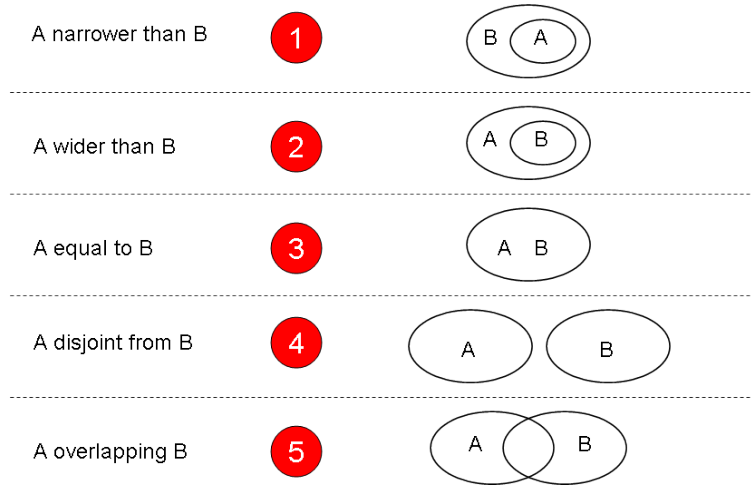 A narrower than B 1 B A
A wider than B 2 A B
A equal to B 3 A B
A disjoint from B 4 A B
A overlapping B 5 A B